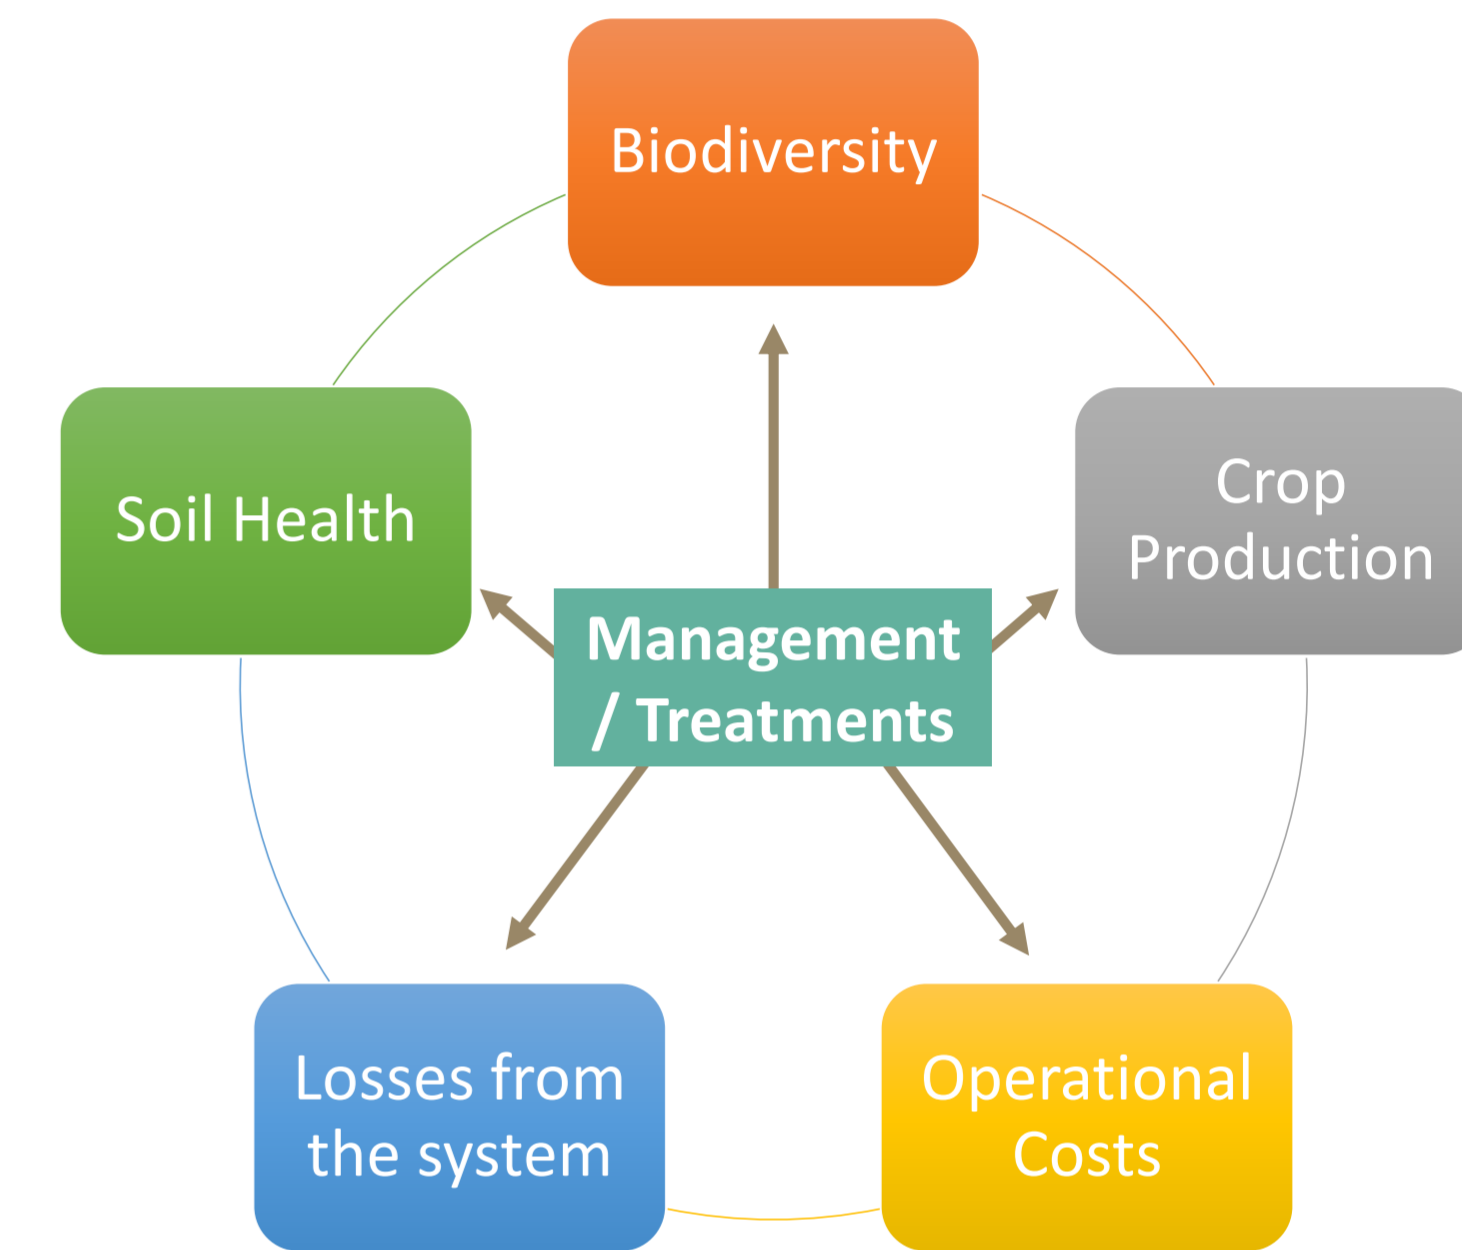 Biodiversity
Soil Health
Crop
Production
Management
/ Treatments
Losses from
the system
Operational
Costs